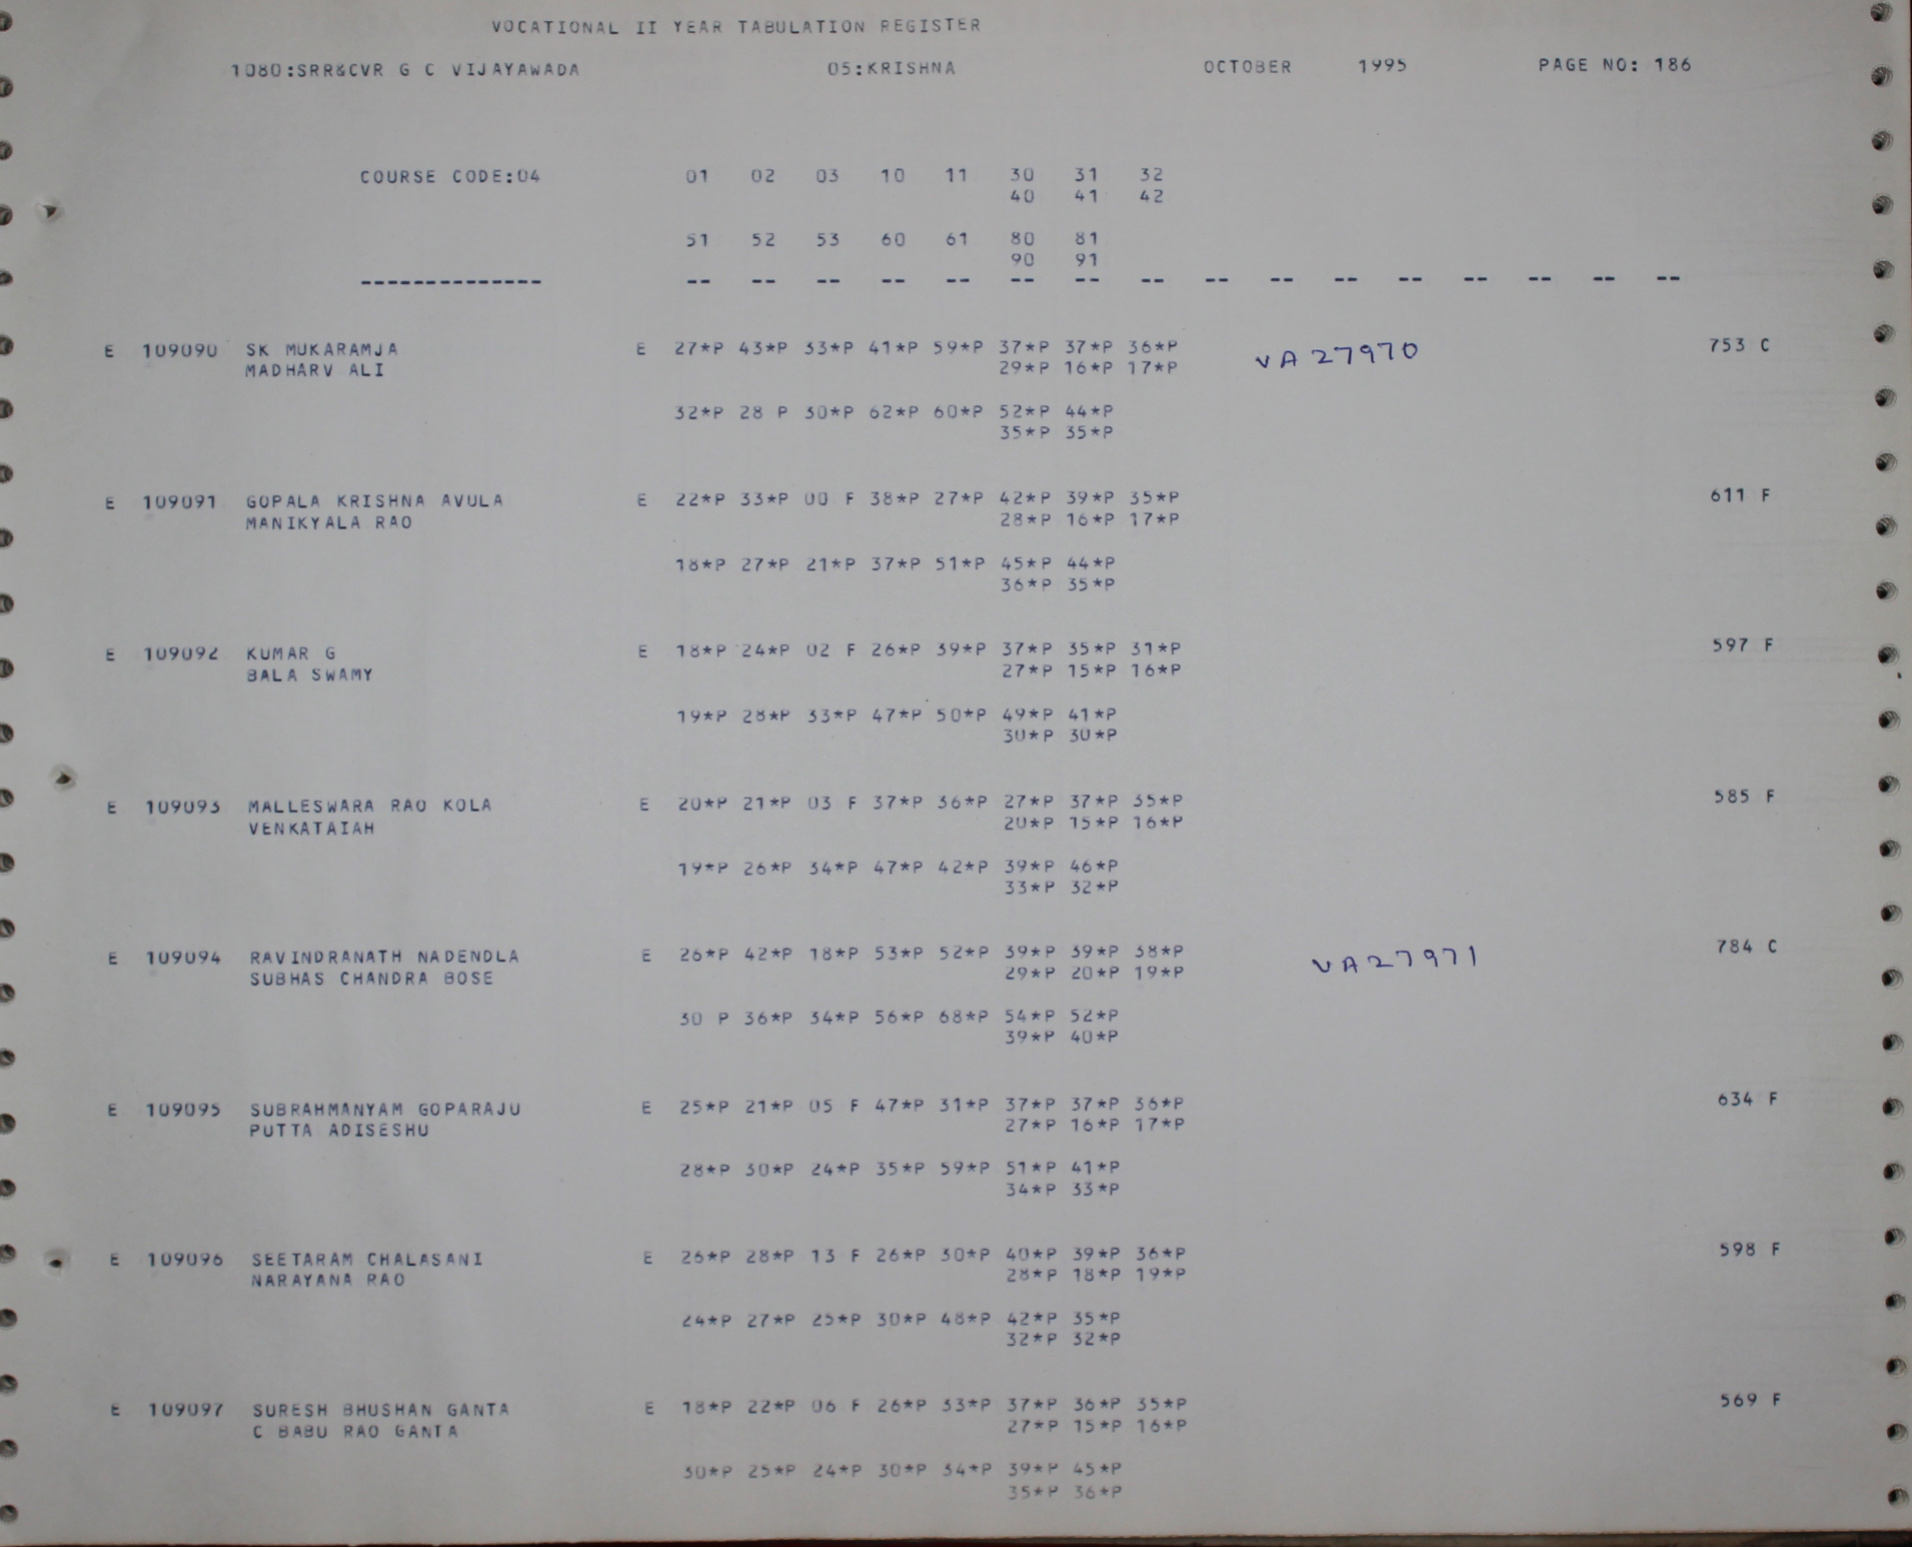 VOCATIONAL II YEAR TABULATION REGISTER
1080:SRR&CVR G C VIJAYAWADA 05:KRISHNA OCTOBER 1995 PAGE NO: 186
COURSE CODE:04 01 02 03 10 11 30 31 32
40 41 42
51 52 53 60 61 80 81
90 91
-------------- -- -- -- -- -- -- -- -- -- -- -- -- -- -- -- --
E 109090 SK MUKARAMJA E 27*P 43*P 33*P 41*P 59*P 37*P 37*P 36*P VA27970 753 C
MADHARV ALI 29*P 16*P 17*P
32*P 28 P 30*P 62*P 60*P 52*P 44*P
35*P 35*P
E 109091 GOPALA KRISHNA AVULA E 22*P 33*P 00 F 38*P 27*P 42*P 39*P 35*P 611 F
MANIKYALA RAO 28*P 16*P 17*P
18*P 27*P 21*P 37*P 51*P 45*P 44*P
36*P 35*P
E 109092 KUMAR G E 18*P 24*P 02 F 26*P 39*P 37*P 35*P 31*P 597 F
BALA SWAMY 27*P 15*P 16*P
19*P 28*P 33*P 47*P 50*P 49*P 41*P
30*P 30*P
E 109093 MALLESWARA RAO KOLA E 20*P 21*P 03 F 37*P 36*P 27*P 37*P 35*P 585 F
VENKATAIAH 20*P 15*P 16*P
19*P 26*P 34*P 47*P 42*P 39*P 46*P
33*P 32*P
E 109094 RAVINDRANATH NADENDLA E 26*P 42*P 18*P 53*P 52*P 39*P 39*P 38*P VA27971 784 C
SUBHAS CHANDRA BOSE 29*P 20*P 19*P
30 P 36*P 34*P 56*P 68*P 54*P 52*P
39*P 40*P
E 109095 SUBRAHMANYAM GOPARAJU E 25*P 21*P 05 F 47*P 31*P 37*P 37*P 36*P 634 F
PUTTA ADISESHU 27*P 16*P 17*P
28*P 30*P 24*P 35*P 59*P 51*P 41*P
34*P 33*P
E 109096 SEETARAM CHALASANI E 26*P 28*P 13 F 26*P 30*P 40*P 39*P 36*P 598 F
NARAYANA RAO 28*P 18*P 19*P
24*P 27*P 25*P 30*P 48*P 42*P 35*P
32*P 32*P
E 109097 SURESH BHUSHAN GANTA E 18*P 22*P 06 F 26*P 33*P 37*P 36*P 35*P 569 F
C BABU RAO GANTA 27*P 15*P 16*P
30*P 25*P 24*P 30*P 34*P 39*P 45*P
35*P 36*P